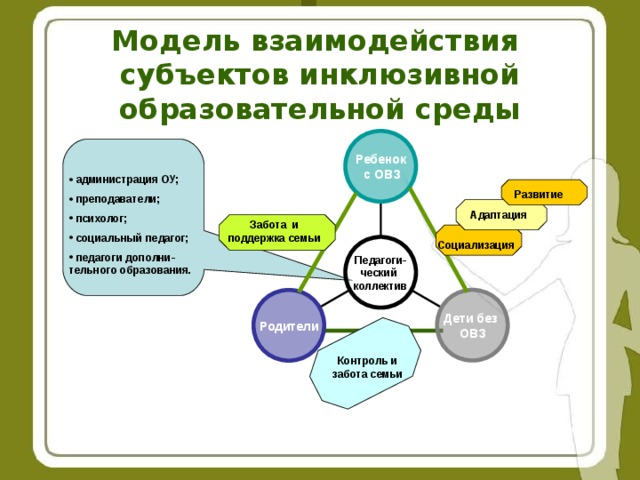 Модель взаимодействия
субъектов инклюзивной
образовательной среды
• администрация ОУ;
• преподаватели;
• психолог;
• социальный педагог;
• педагоги дополни-
тельного образования.
Забота и
поддержка семьи
Ребенок
с ОВЗ
Развитие
Адаптация
Социализация
Педагоги-
ческий
коллектив
Родители
Дети без
ОВЗ
Контроль и
забота семьи